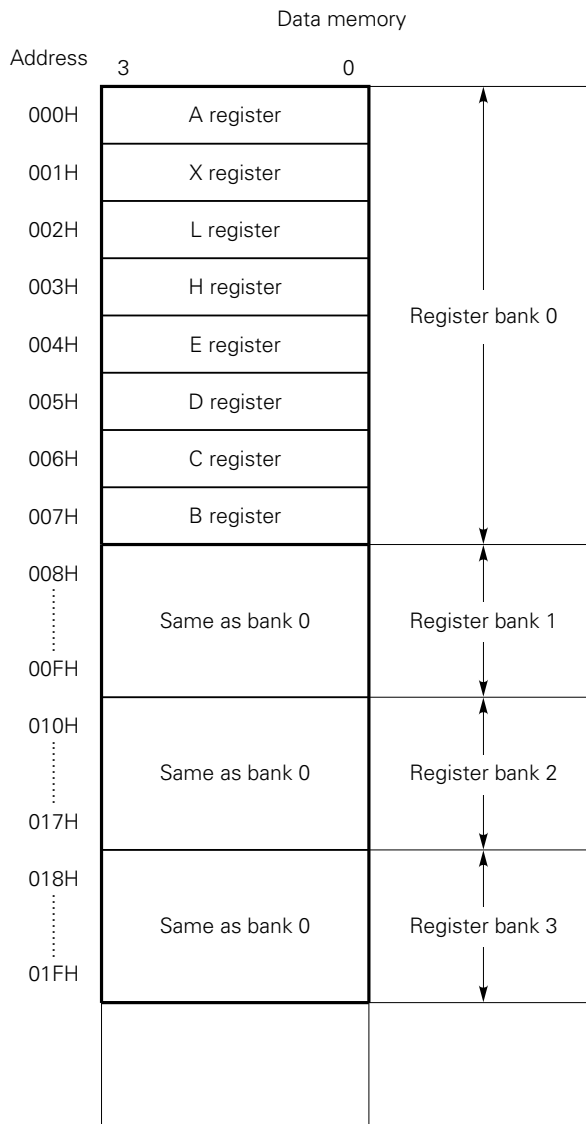 Data memory
Address
3 0
000H A register
001H X register
002H L register
003H H register
Register bank 0
004H E register
005H D register
006H C register
007H B register
008H
Same as bank 0 Register bank 1
00FH
010H
Same as bank 0 Register bank 2
017H
018H
Same as bank 0 Register bank 3
01FH